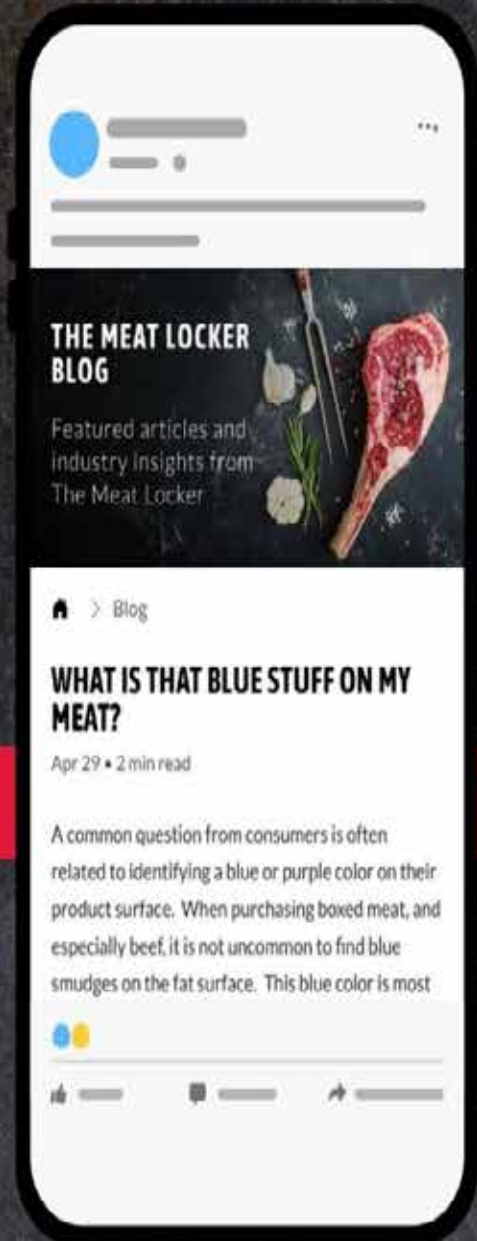 THE MEAT LOCKER
BLOG
Featured articles and
industry insights from
The Meat Locker
Blog
WHAT IS THAT BLUE STUFF ON MY
MEAT?
Apr 29 • 2 min read
A common question from consumers is often
related to identifying a blue or purple color on their
product surface. When purchasing boxed meat, and
especially beef, it is not uncommon to find blue
smudges on the fat surface. This blue color is most